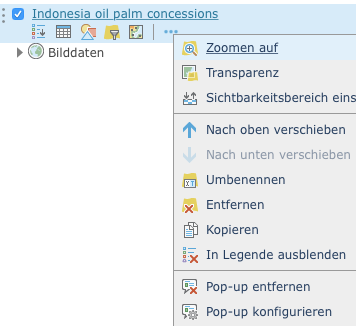 Indonesia oil palm concessions
Bilddaten
Zoomen auf
Transparenz
Sichtbarkeitsbereich eins
Nach oben verschieben
Nach unten verschieben
Umbenennen
Entfernen
Kopieren
In Legende ausblenden
Pop-up entfernen
Pop-up konfigurieren